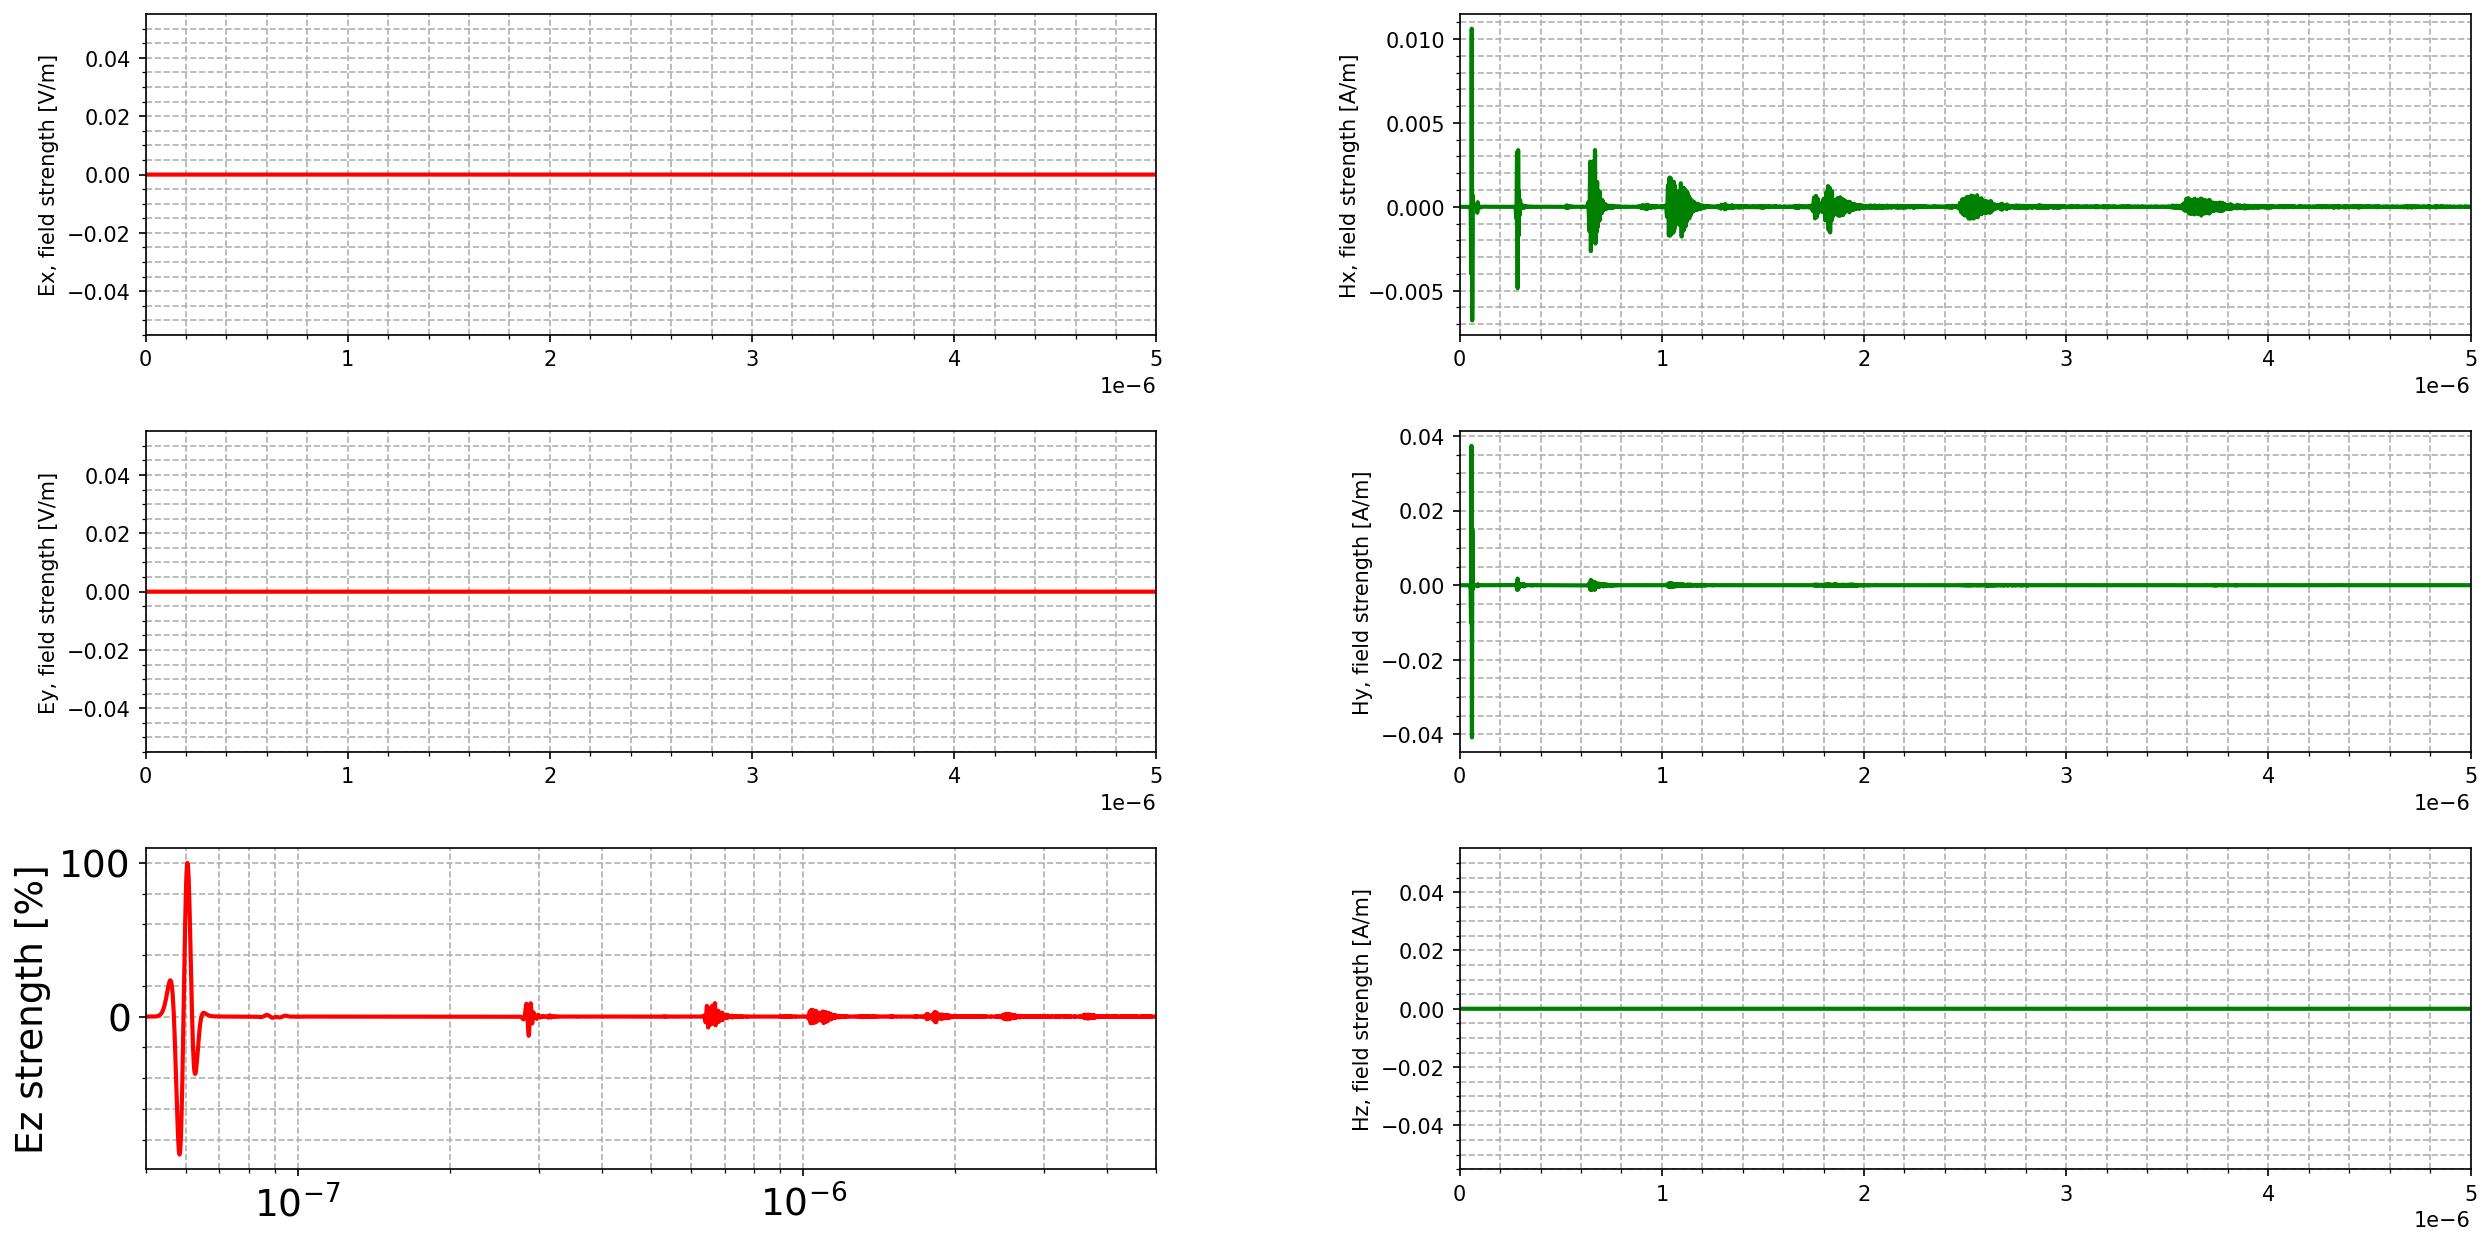 Ex, field strength [V/m]
0.04
0.02
0.00
−0.02
−0.04
0 1 2 3 4 5
1e−6
Hx, field strength [A/m]
0.010
0.005
0.000
−0.005
0 1 2 3 4 5
1e−6
Ey, field strength [V/m]
0.04
0.02
0.00
−0.02
−0.04
0 1 2 3 4 5
1e−6
Hy, field strength [A/m]
0.04
0.02
0.00
−0.02
−0.04
0 1 2 3 4 5
1e−6
Ez strength [%]
100
0
10⁻⁷ 10⁻⁶
Hz, field strength [A/m]
0.04
0.02
0.00
−0.02
−0.04
0 1 2 3 4 5
1e−6